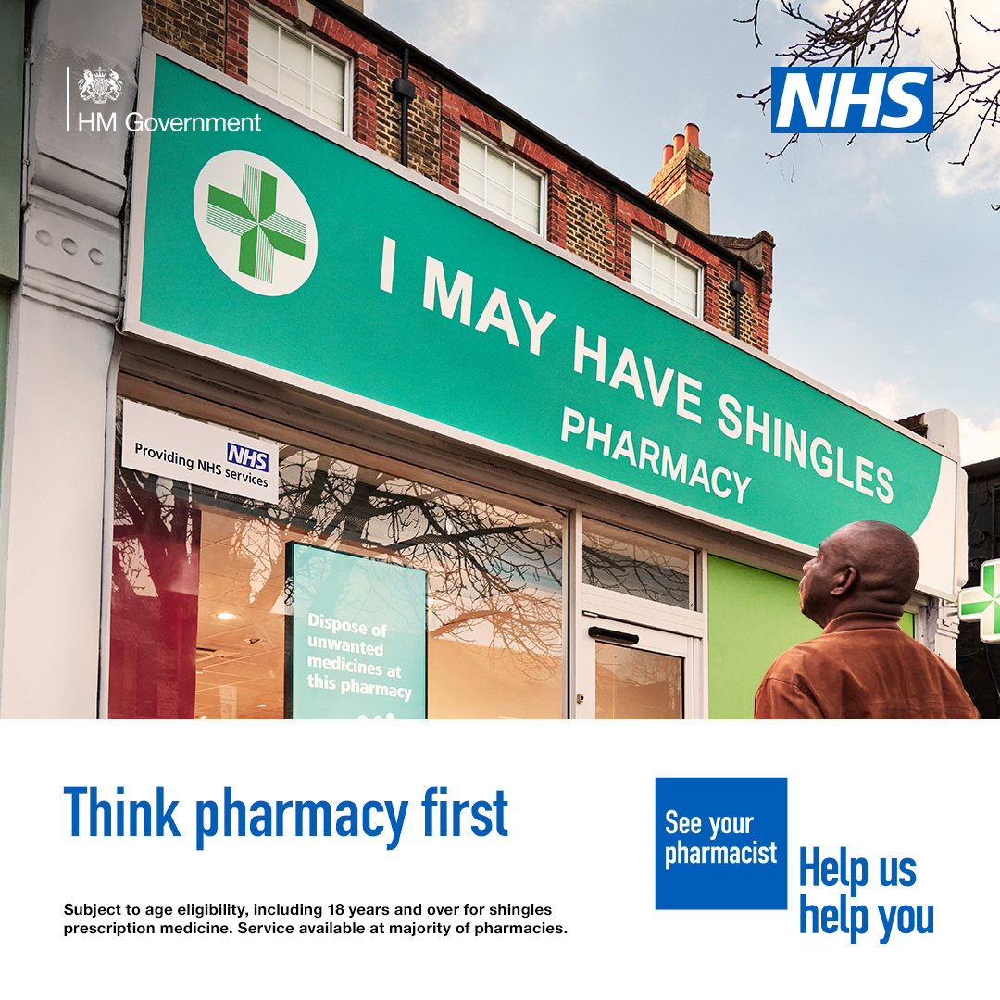 HM Government
NHS
I MAY HAVE SHINGLES
PHARMACY
NHS
Providing NHS services
Dispose of
unwanted
medicines at
this pharmacy
Think pharmacy first
See your
pharmacist
Help us
help you
Subject to age eligibility, including 18 years and over for shingles
prescription medicine. Service available at majority of pharmacies.